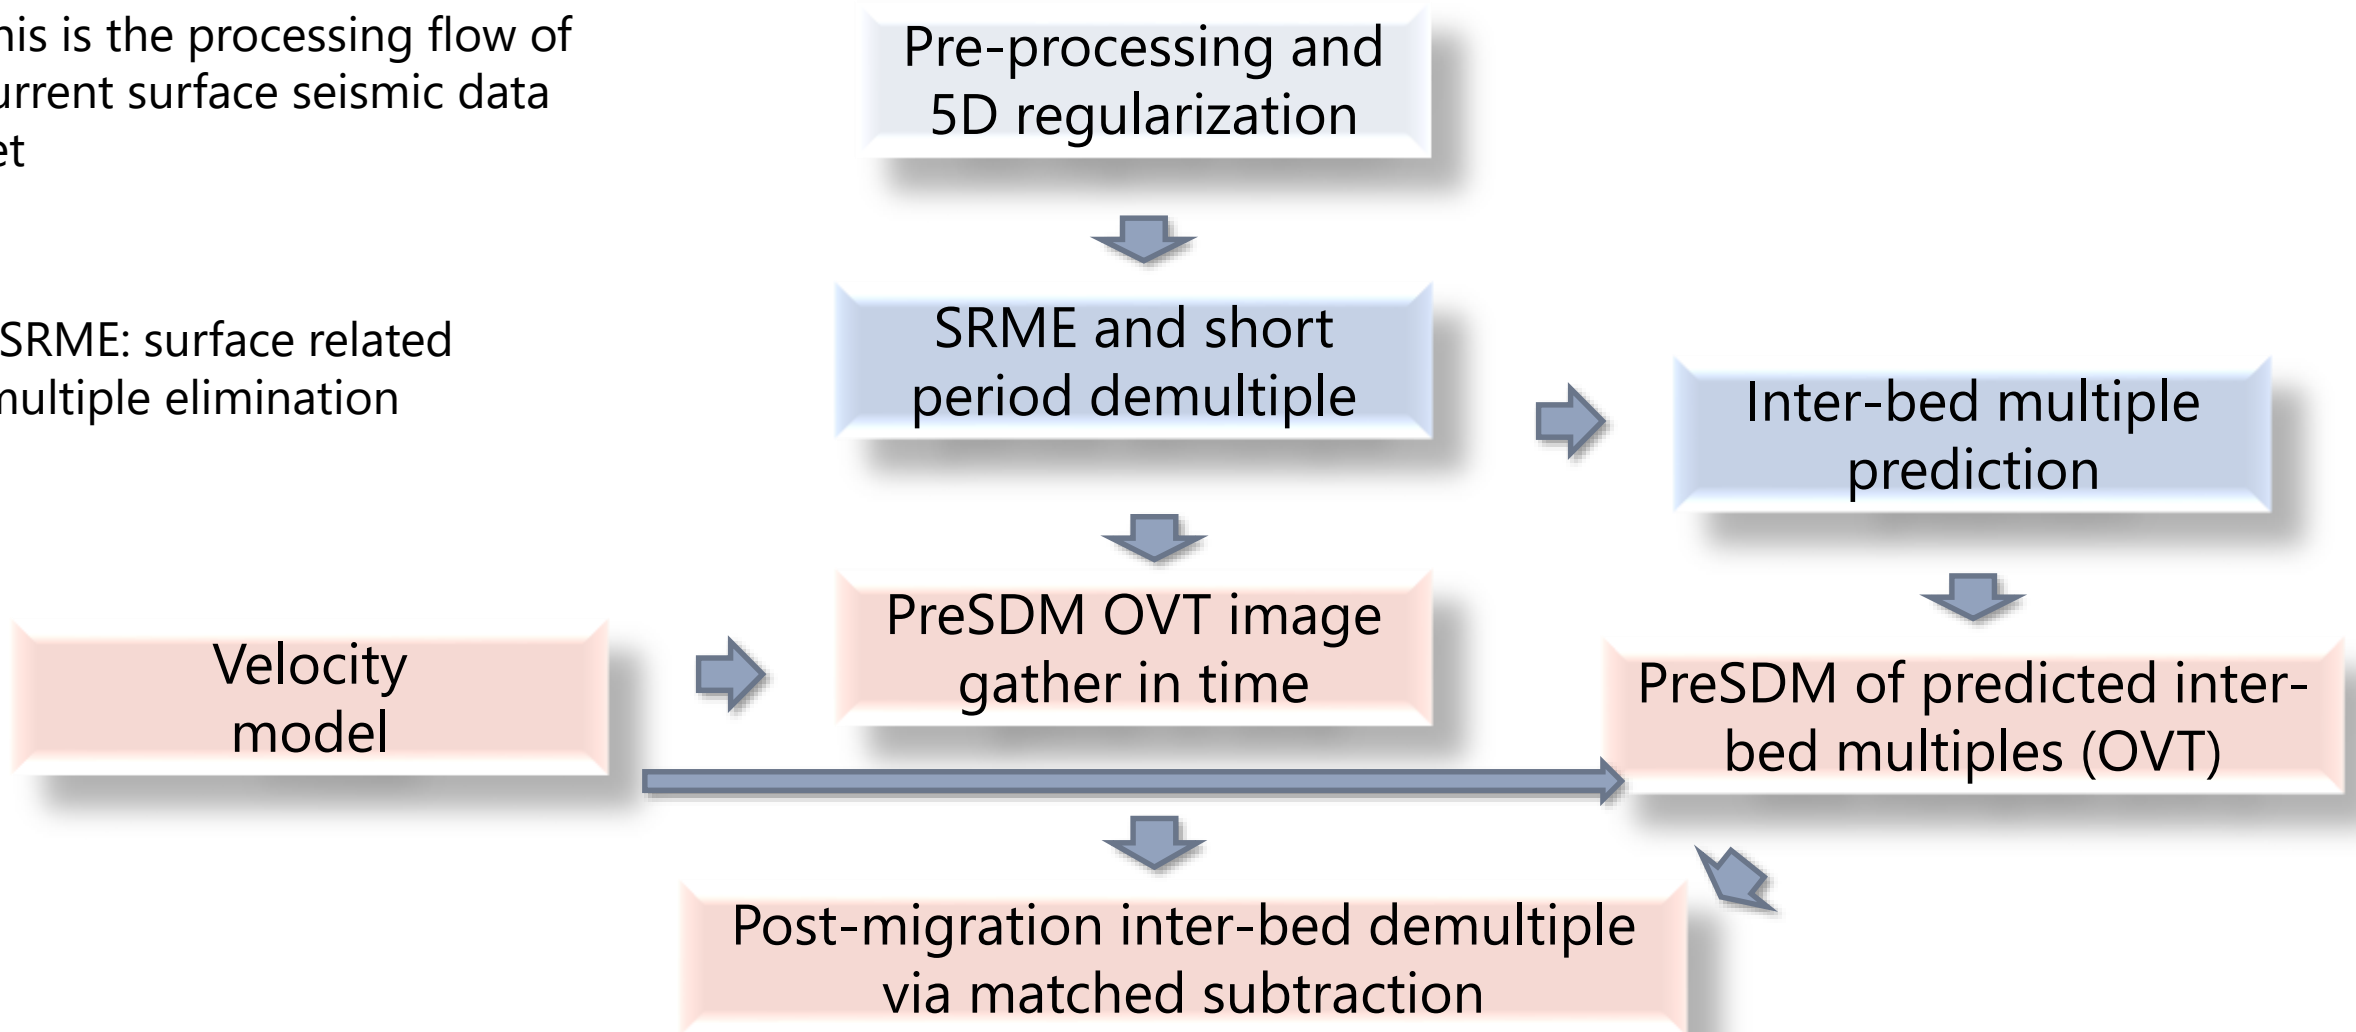 his is the processing flow of
urrent surface seismic data
et
SRME: surface related
nultiple elimination
Pre-processing and
5D regularization
SRME and short
period demultiple
Inter-bed multiple
prediction
Velocity
model
PreSDM OVT image
gather in time
PreSDM of predicted inter-
bed multiples (OVT)
Post-migration inter-bed demultiple
via matched subtraction